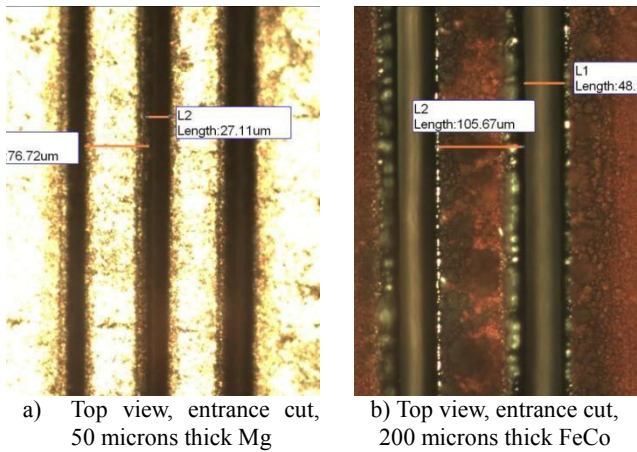 L2
Length:27.11um
:76.72um
L1
Length:48.
L2
Length:105.67um
a) Top view, entrance cut,
50 microns thick Mg
b) Top view, entrance cut,
200 microns thick FeCo